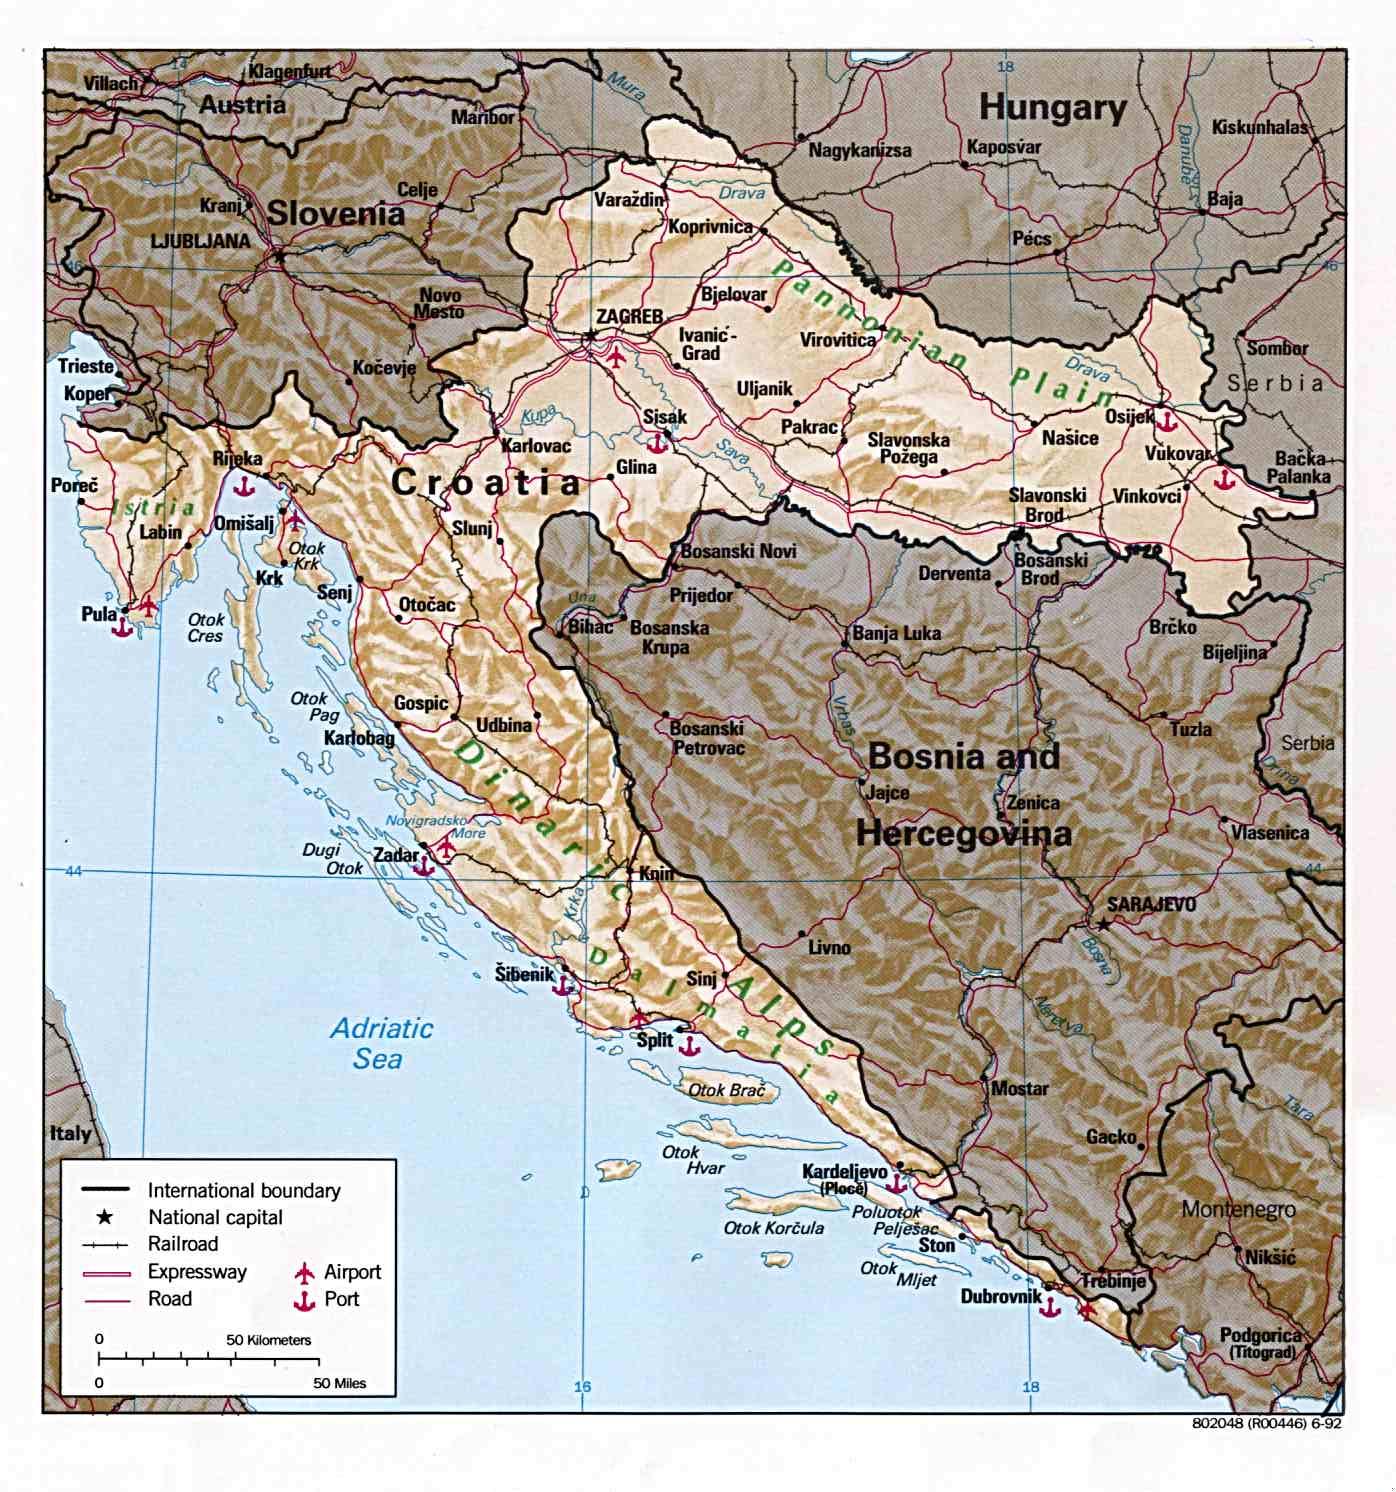 14
18
Villach
Klagenfurt
Austria
Mura
Maribor
Hungary
Danube
Kiskunhalas
Nagykanizsa
Kaposvar
Celje
Kranj
Slovenia
LJUBLJANA
Varaždin
Drava
Koprivnica
Pécs
Baja
46
46
Novo
Mesto
Pannonian Plain
Bjelovar
ZAGREB
Ivanić-
Grad
Virovitica
Sombor
Serbia
Trieste
Koper
Kočevje
Uljanik
Drava
Osijek
Kupa
Sisak
Sava
Karlovac
Pakrac
Slavonska
Požega
Našice
Vukovar
Bačka
Palanka
Rijeka
Poreč
Istria
Croatia
Glina
Slavonski
Brod
Vinkovci
Labin
Omišalj
Otok
Krk
Slunj
Krk
Bosanski Novi
Derventa
Bosanski
Brod
Prijedor
Senj
Otočac
Una
Pula
Otok
Cres
Bihac
Bosanska
Krupa
Banja Luka
Brčko
Bijeljina
Otok
Pag
Gospic
Udbina
Karlobag
Vrbas
Bosanski
Petrovac
Tuzla
Serbia
Drina
Bosnia and
Hercegovina
Jajce
Zenica
Vlasenica
Dinaric Alps
Novigradsko
More
Dugi
Otok
Zadar
44
44
Knin
Krka
SARAJEVO
Bosna
Livno
Dalmatia
Šibenik
Sinj
Neretva
Adriatic
Sea
Split
Otok Brač
Mostar
Tara
Italy
Otok
Hvar
Gacko
Kardeljevo
(Ploče)
Otok Korčula
Poluotok
Pelješac
Ston
Montenegro
Nikšić
Otok
Mljet
Dubrovnik
Trebinje
Podgorica
(Titograd)
International boundary
National capital
Railroad
Expressway
Airport
Road
Port
0
50 Kilometers
0
50 Miles
16
18
802048 (R00446) 6-92